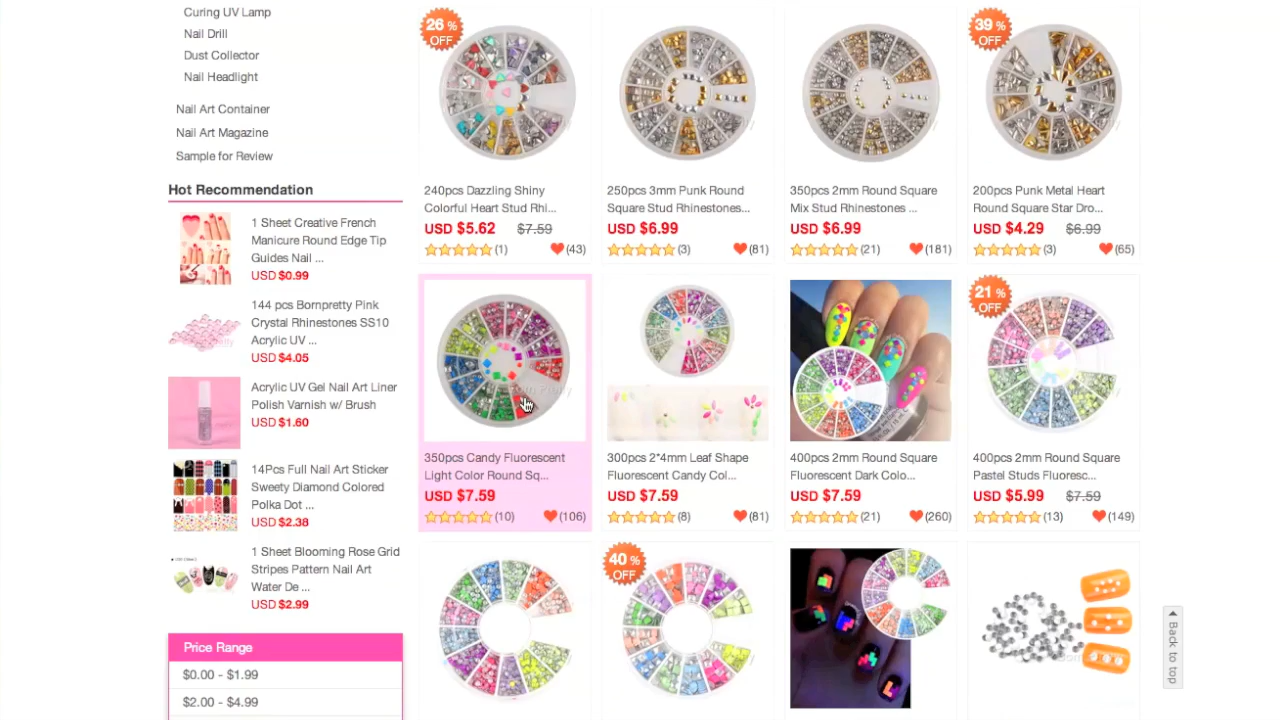 Curing UV Lamp
Nail Drill
Dust Collector
Nail Headlight
Nail Art Container
Nail Art Magazine
Sample for Review
Hot Recommendation
1 Sheet Creative French
Manicure Round Edge Tip
Guides Nail ...
USD $0.99
144 pcs Bornpretty Pink
Crystal Rhinestones SS10
Acrylic UV ...
USD $4.05
Acrylic UV Gel Nail Art Liner
Polish Varnish w/ Brush
USD $1.60
14Pcs Full Nail Art Sticker
Sweety Diamond Colored
Polka Dot ...
USD $2.38
1 Sheet Blooming Rose Grid
Stripes Pattern Nail Art
Water De ...
USD $2.99
Price Range
$0.00 - $1.99
$2.00 - $4.99
26 %
OFF
240pcs Dazzling Shiny
Colorful Heart Stud Rhi...
USD $5.62 $7.59
(1) (43)
250pcs 3mm Punk Round
Square Stud Rhinestones...
USD $6.99
(3) (81)
350pcs 2mm Round Square
Mix Stud Rhinestones ...
USD $6.99
(21) (181)
39 %
OFF
200pcs Punk Metal Heart
Round Square Star Dro...
USD $4.29 $6.99
(3) (65)
350pcs Candy Fluorescent
Light Color Round Sq...
USD $7.59
(10) (106)
300pcs 2*4mm Leaf Shape
Fluorescent Candy Col...
USD $7.59
(8) (81)
400pcs 2mm Round Square
Fluorescent Dark Colo...
USD $7.59
(21) (260)
21 %
OFF
400pcs 2mm Round Square
Pastel Studs Fluoresc...
USD $5.99 $7.59
(13) (149)
40 %
OFF
Back to top